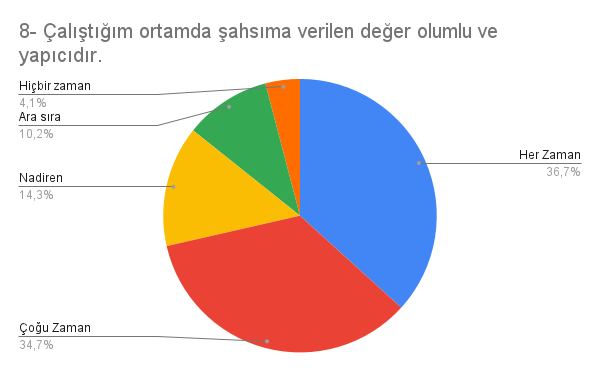 8- Çalıştığım ortamda şahsıma verilen değer olumlu ve
yapıcıdır.
Hiçbir zaman
4,1%
Ara sıra
10,2%
Nadiren
14,3%
Çoğu Zaman
34,7%
Her Zaman
36,7%